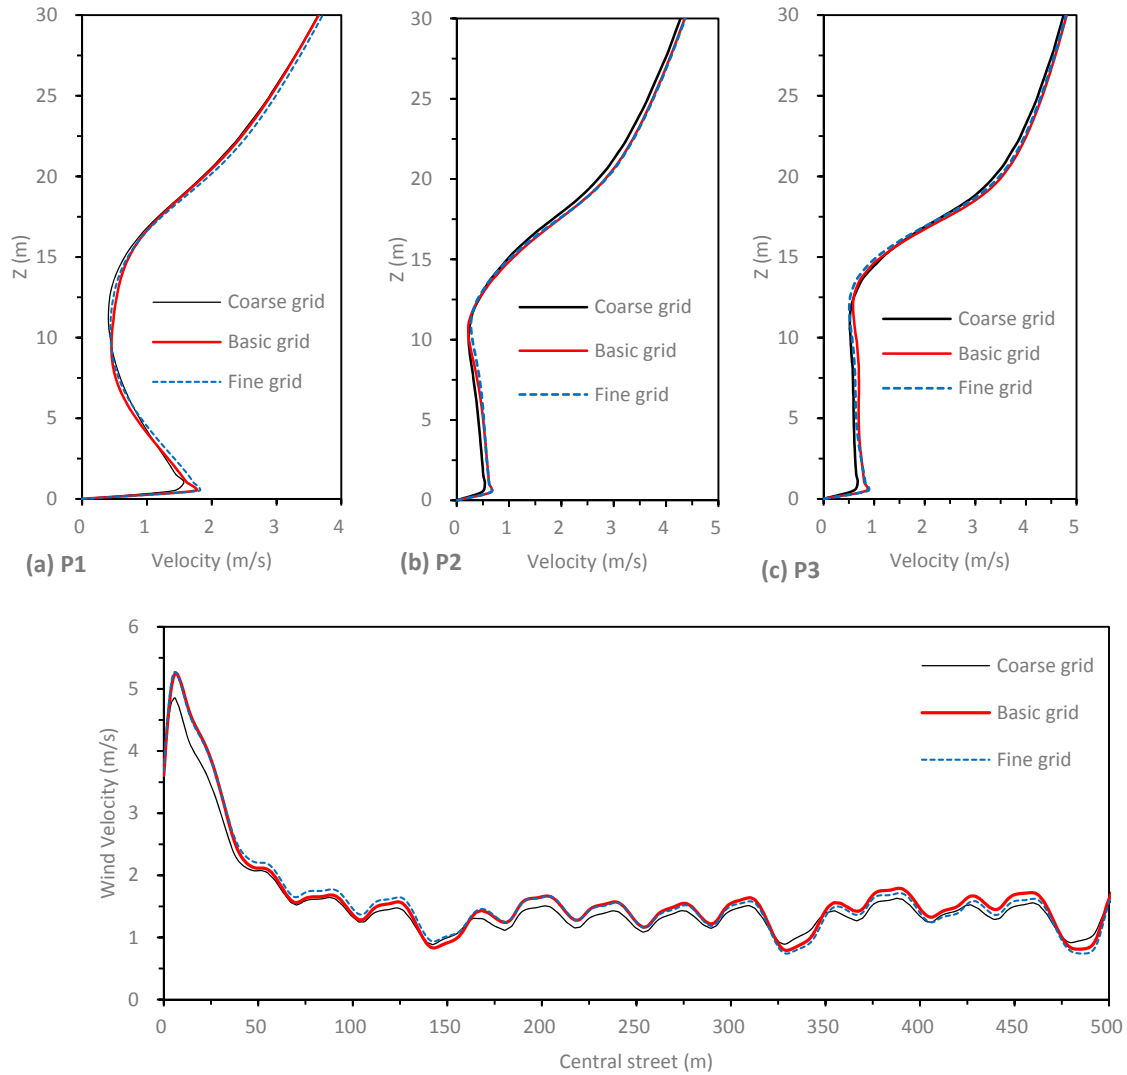 30
25
20
15
10
5
0
Z (m)
0 1 2 3 4
Velocity (m/s)
(a) P1
Coarse grid
Basic grid
Fine grid
30
25
20
15
10
5
0
Z (m)
0 1 2 3 4 5
Velocity (m/s)
(b) P2
Coarse grid
Basic grid
Fine grid
30
25
20
15
10
5
0
Z (m)
0 1 2 3 4 5
Velocity (m/s)
(c) P3
Coarse grid
Basic grid
Fine grid
6
5
4
3
2
1
0
Wind Velocity (m/s)
Coarse grid
Basic grid
Fine grid
0 50 100 150 200 250 300 350 400 450 500
Central street (m)